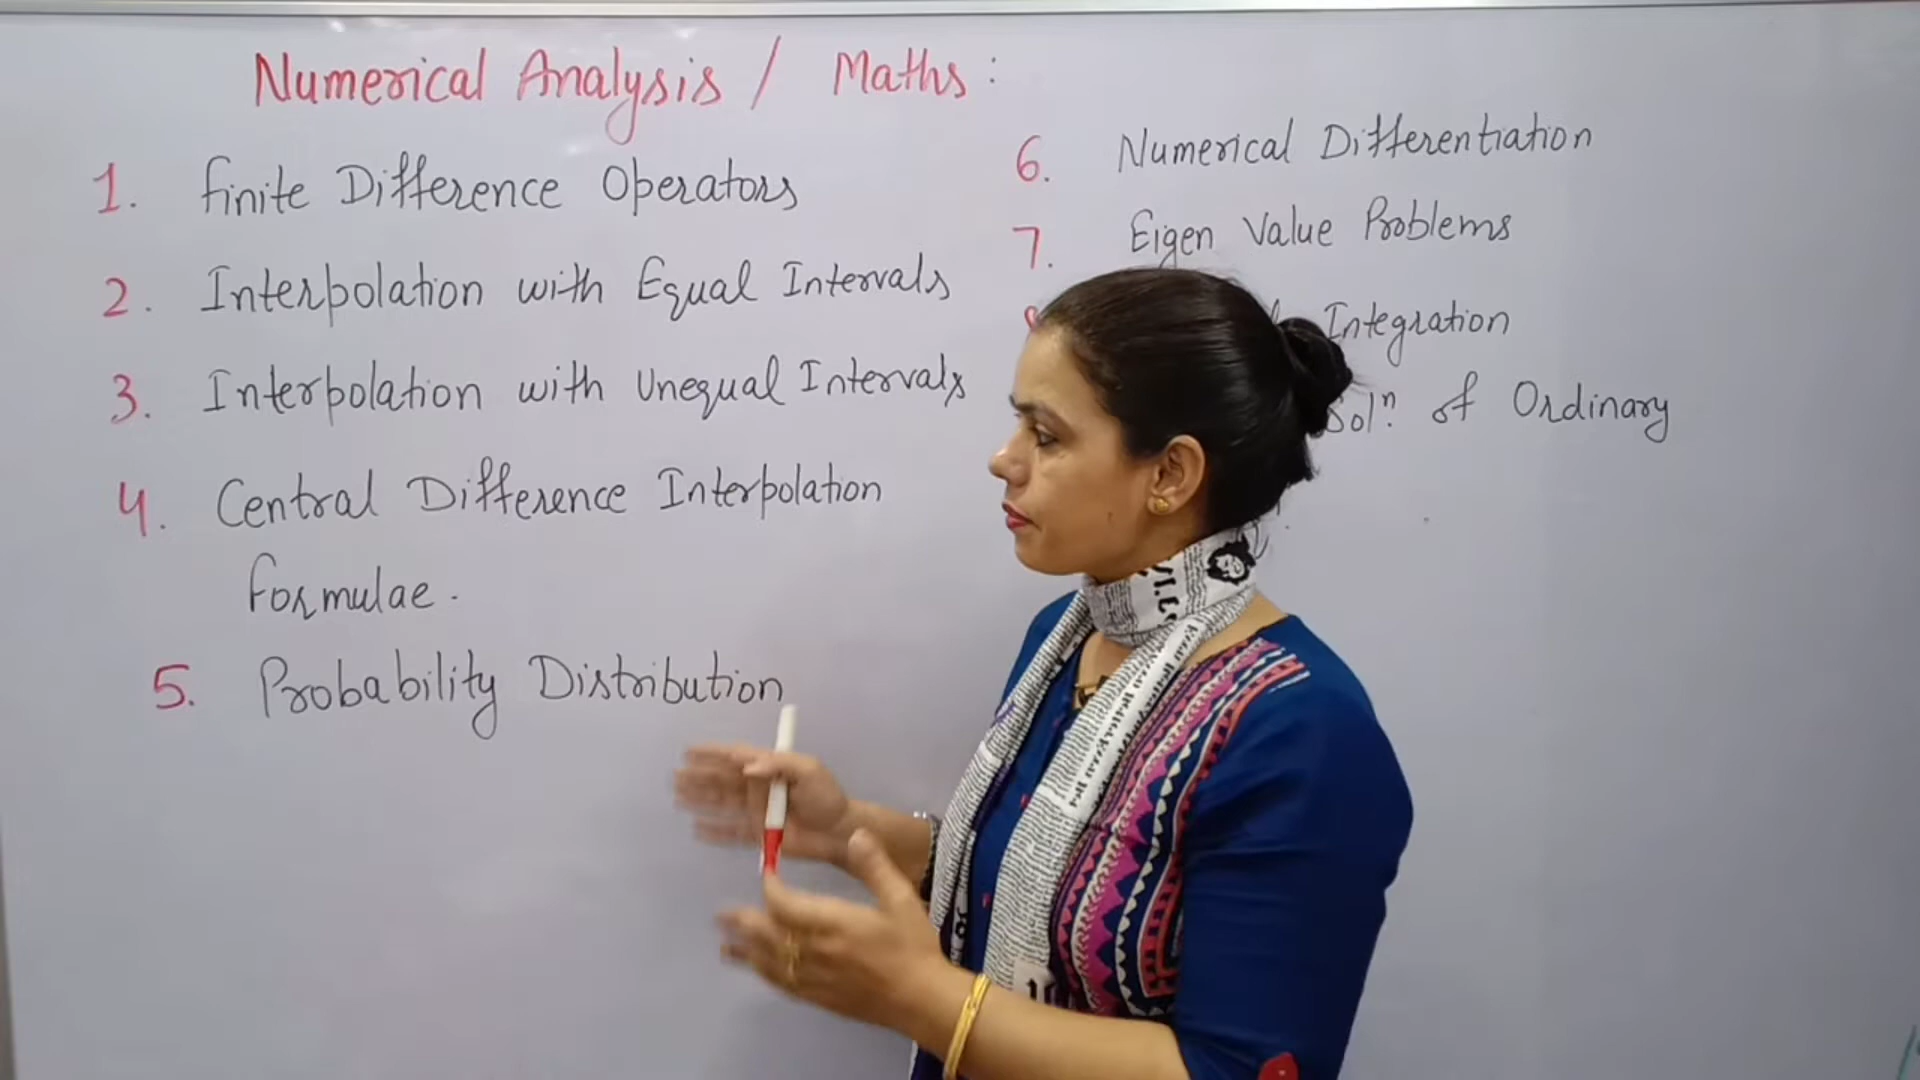 Numerical Analysis / Maths :
1. Finite Difference Operators
2. Interpolation with Equal Intervals
3. Interpolation with Unequal Intervals
4. Central Difference Interpolation
Formulae.
5. Probability Distribution
6. Numerical Differentiation
7. Eigen Value Problems
Integration
Solⁿ. of Ordinary